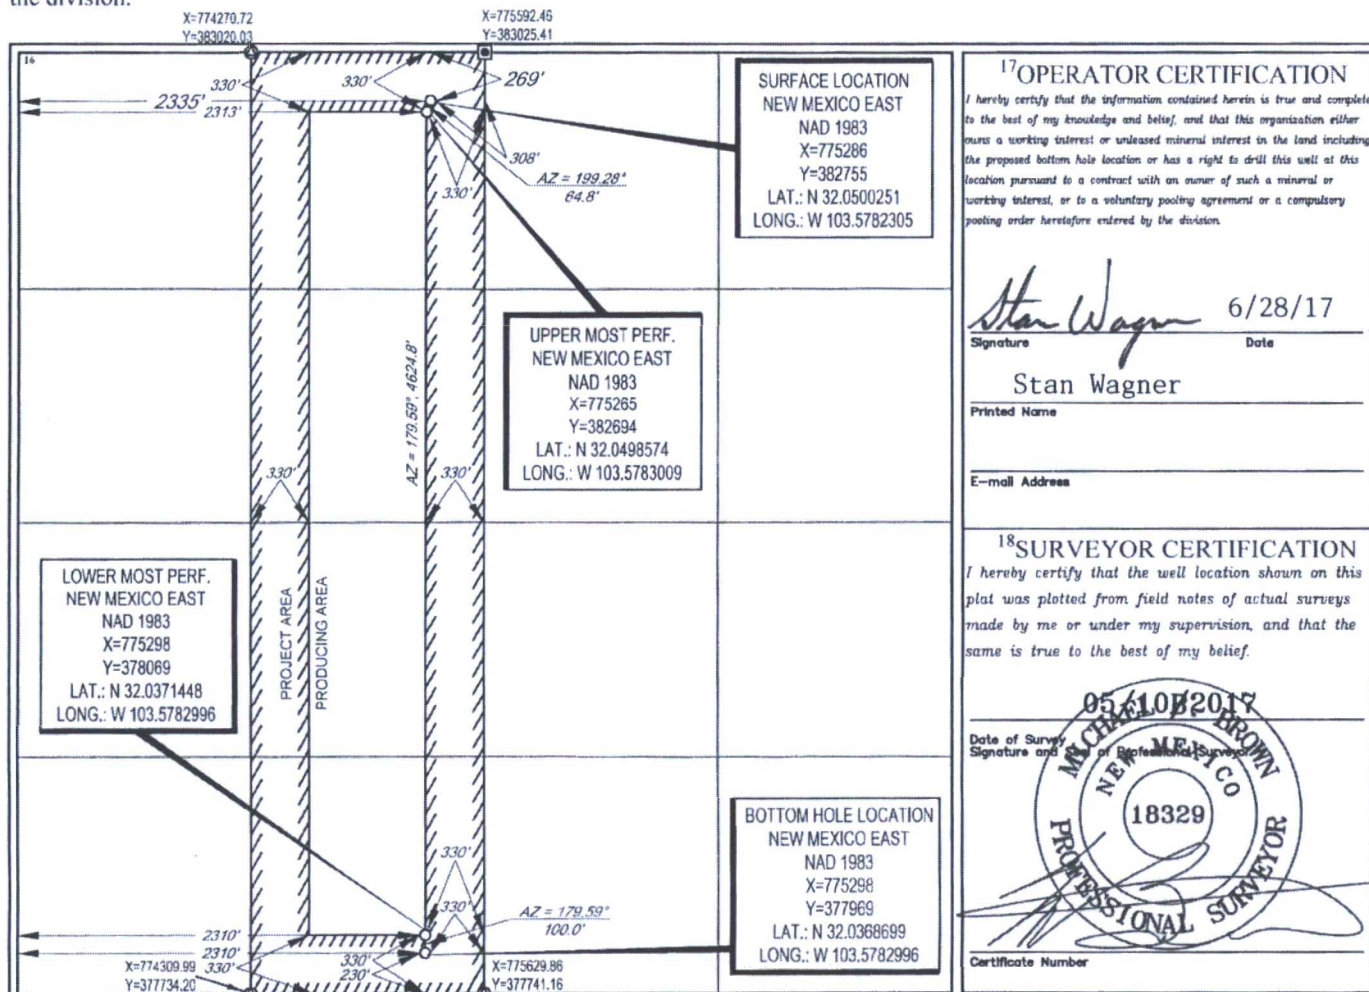 the division.
X=774270.72
Y=383020.03
X=775592.46
Y=383025.41
16
330'
330'
269'
2335'
2313'
308'
330'
AZ = 199.28°
64.8'
SURFACE LOCATION
NEW MEXICO EAST
NAD 1983
X=775286
Y=382755
LAT.: N 32.0500251
LONG.: W 103.5782305
UPPER MOST PERF.
NEW MEXICO EAST
NAD 1983
X=775265
Y=382694
LAT.: N 32.0498574
LONG.: W 103.5783009
AZ = 179.59°, 4624.8'
330'
330'
PROJECT AREA
PRODUCING AREA
LOWER MOST PERF.
NEW MEXICO EAST
NAD 1983
X=775298
Y=378069
LAT.: N 32.0371448
LONG.: W 103.5782996
330'
330'
AZ = 179.59°
100.0'
2310'
2310'
330'
330'
230'
X=774309.99
Y=377734.20
X=775629.86
Y=377741.16
BOTTOM HOLE LOCATION
NEW MEXICO EAST
NAD 1983
X=775298
Y=377969
LAT.: N 32.0368699
LONG.: W 103.5782996
17 OPERATOR CERTIFICATION
I hereby certify that the information contained herein is true and complete
to the best of my knowledge and belief, and that this organization either
owns a working interest or unleased mineral interest in the land including
the proposed bottom hole location or has a right to drill this well at this
location pursuant to a contract with an owner of such a mineral or
working interest, or to a voluntary pooling agreement or a compulsory
pooling order heretofore entered by the division.
Stan Wagner 6/28/17
Signature Date
Stan Wagner
Printed Name
E-mail Address
18 SURVEYOR CERTIFICATION
I hereby certify that the well location shown on this
plat was plotted from field notes of actual surveys
made by me or under my supervision, and that the
same is true to the best of my belief.
05/10/2017
Date of Survey
Signature and Seal of Professional Surveyor:
MICHAEL B. BROWN
NEW MEXICO
18329
PROFESSIONAL SURVEYOR
Certificate Number